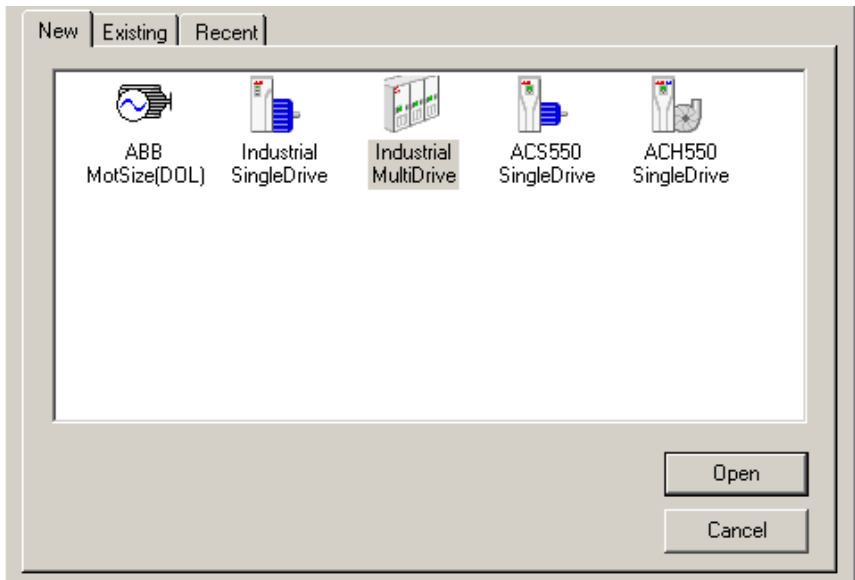 New Existing Recent
ABB Industrial Industrial ACS550 ACH550
MotSize(DOL) SingleDrive MultiDrive SingleDrive SingleDrive
Open
Cancel